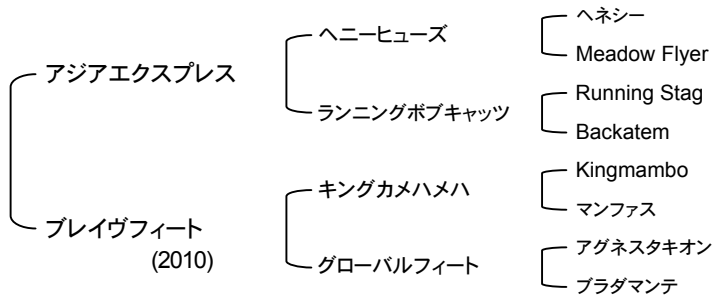 アジアエクスプレス
ブレイヴフィート
(2010)
ヘニーヒューズ
ランニングボブキャッツ
キングカメハメハ
グローバルフィート
ヘネシー
Meadow Flyer
Running Stag
Backatem
Kingmambo
マンファス
アグネスタキオン
ブラダマンテ